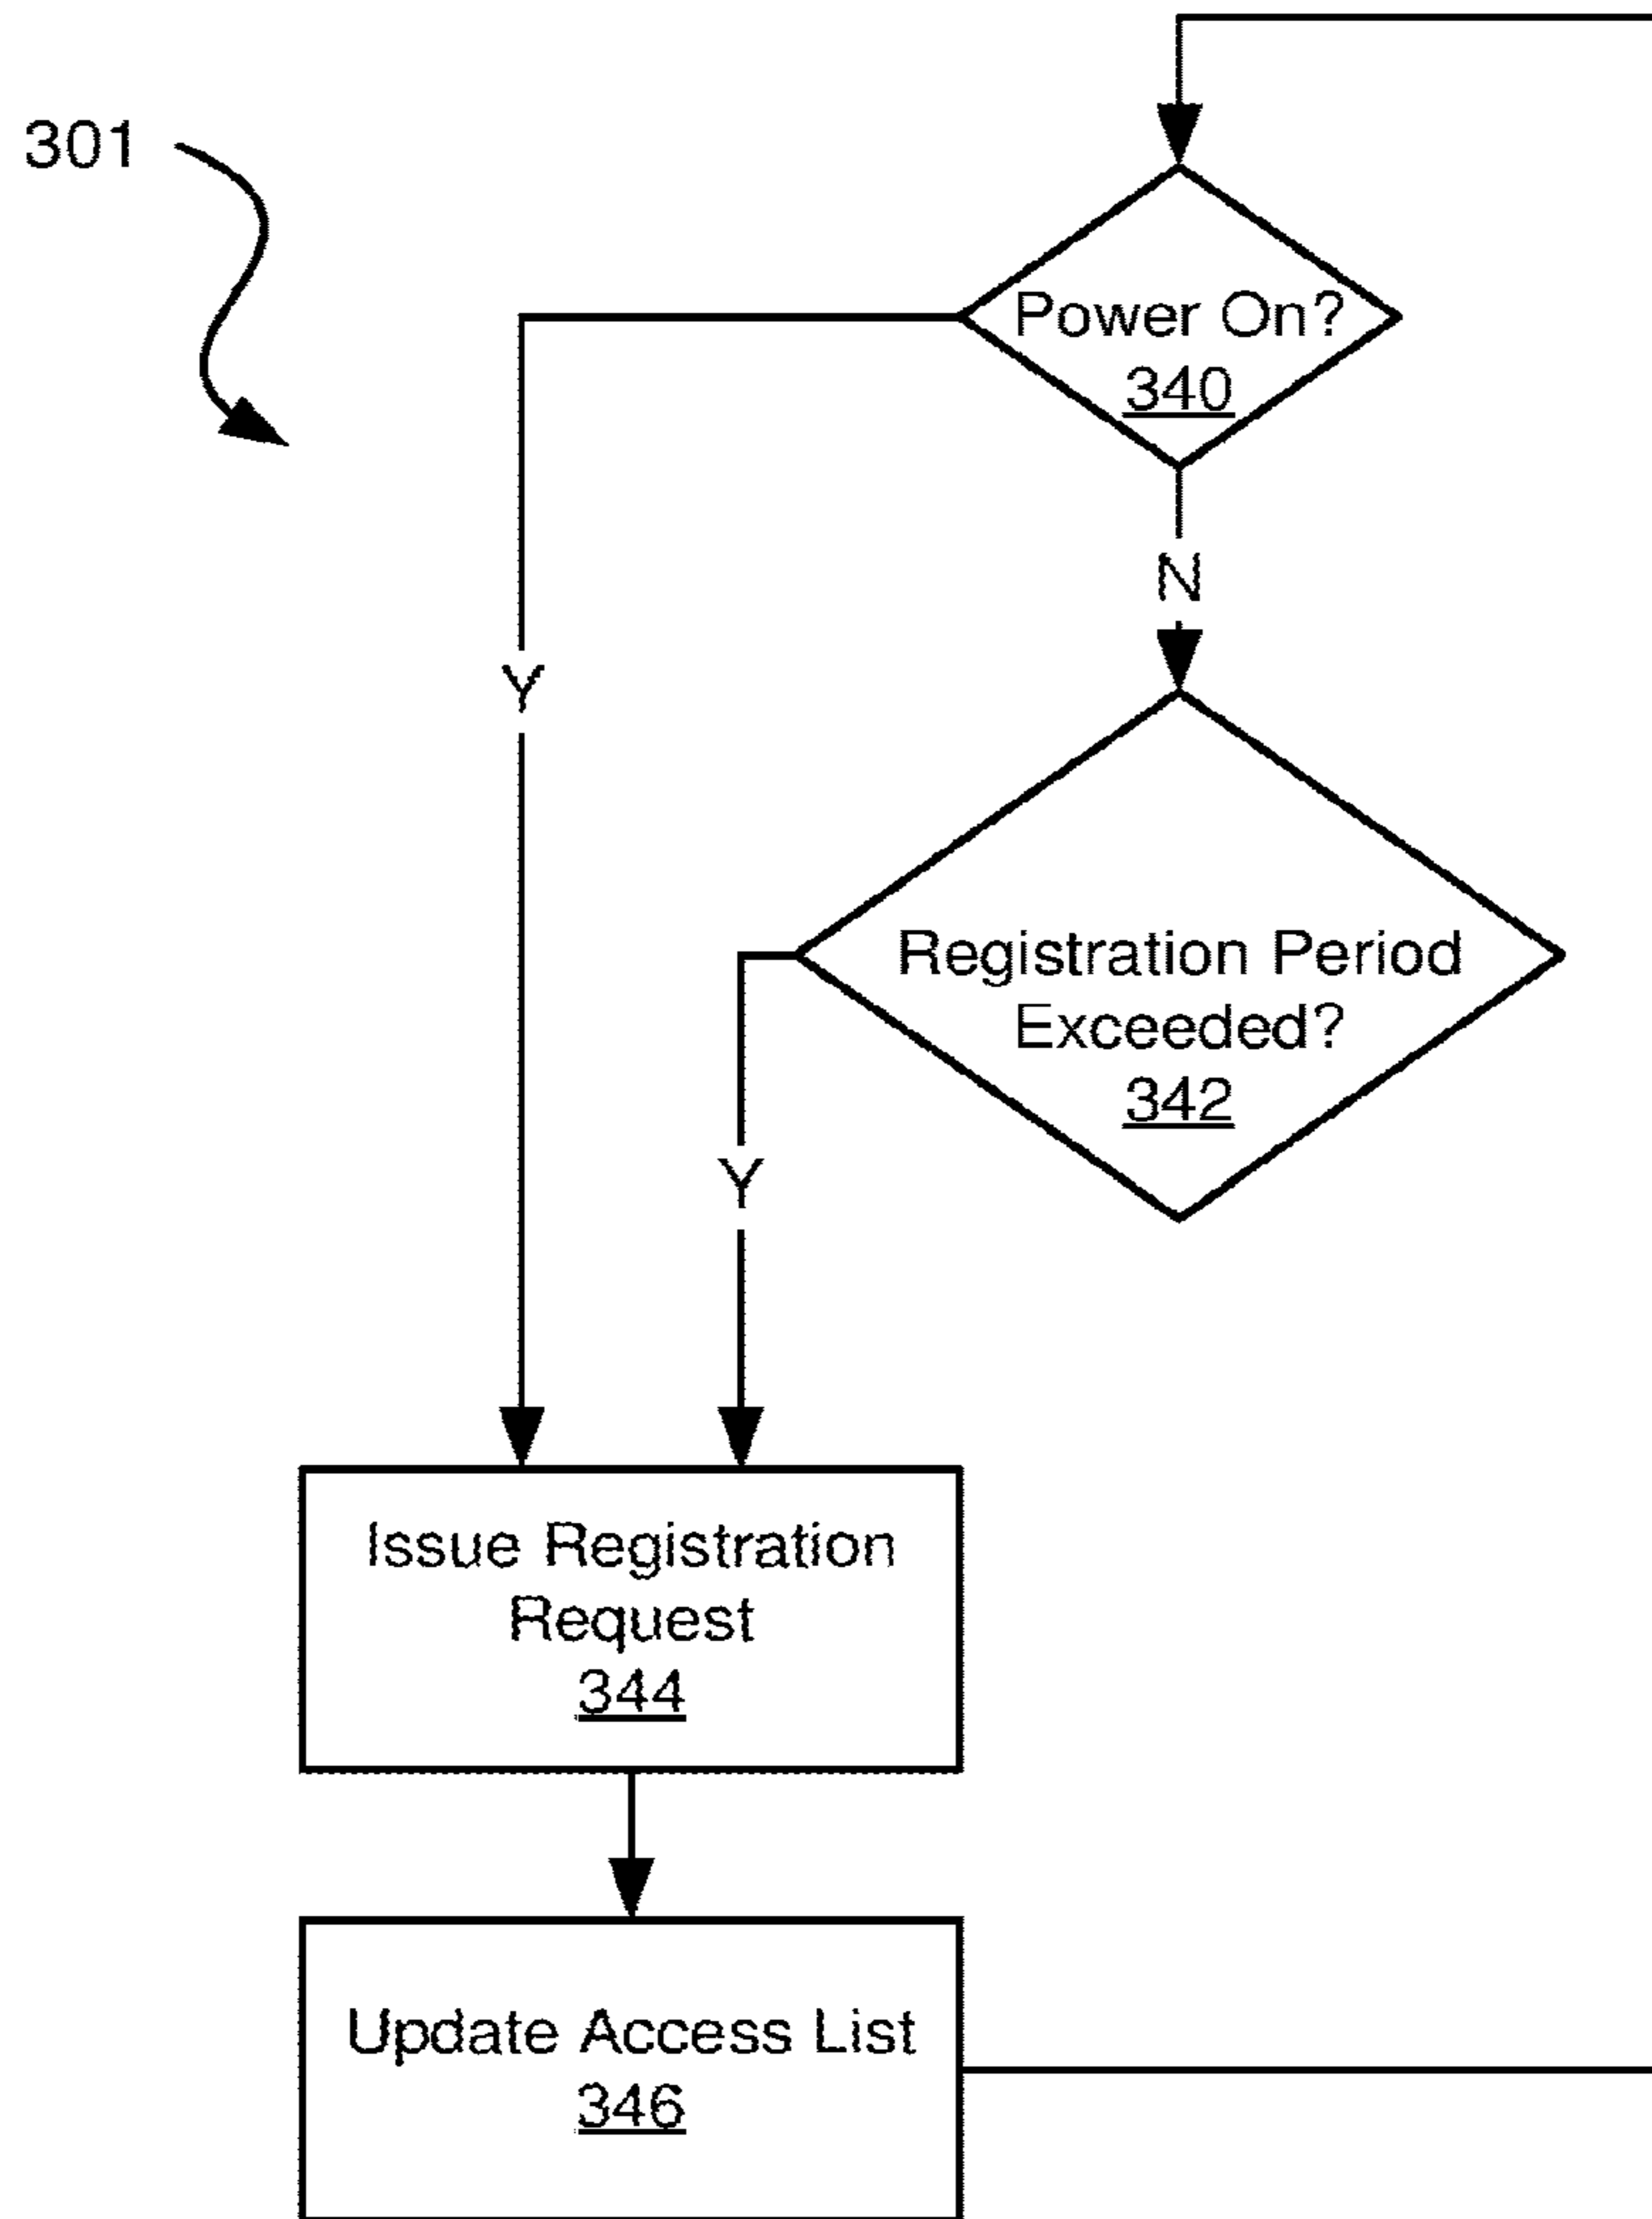 301
Power On?
340
N
Y
Registration Period
Exceeded?
342
Y
Issue Registration
Request
344
Update Access List
346